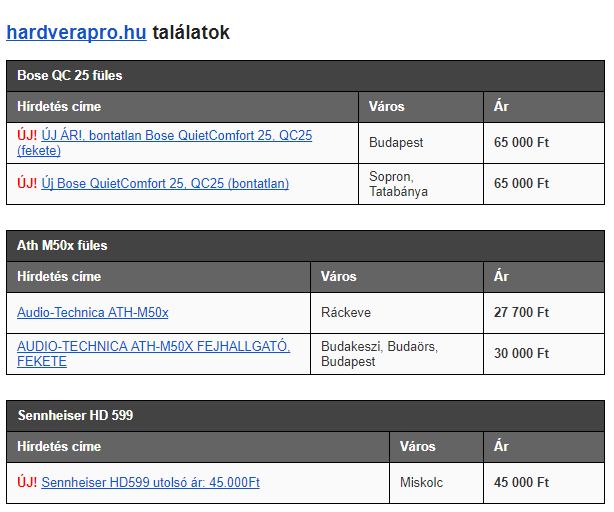 hardverapro.hu találatok
Bose QC 25 füles
Hírdetés címe Város Ár
ÚJ! ÚJ ÁR!, bontatlan Bose QuietComfort 25, QC25
(fekete) Budapest 65 000 Ft
ÚJ! Új Bose QuietComfort 25, QC25 (bontatlan) Sopron,
Tatabánya 65 000 Ft
Ath M50x füles
Hírdetés címe Város Ár
Audio-Technica ATH-M50x Ráckeve 27 700 Ft
AUDIO-TECHNICA ATH-M50X FEJHALLGATÓ,
FEKETE Budakeszi, Budaörs,
Budapest 30 000 Ft
Sennheiser HD 599
Hírdetés címe Város Ár
ÚJ! Sennheiser HD599 utolsó ár: 45.000Ft Miskolc 45 000 Ft